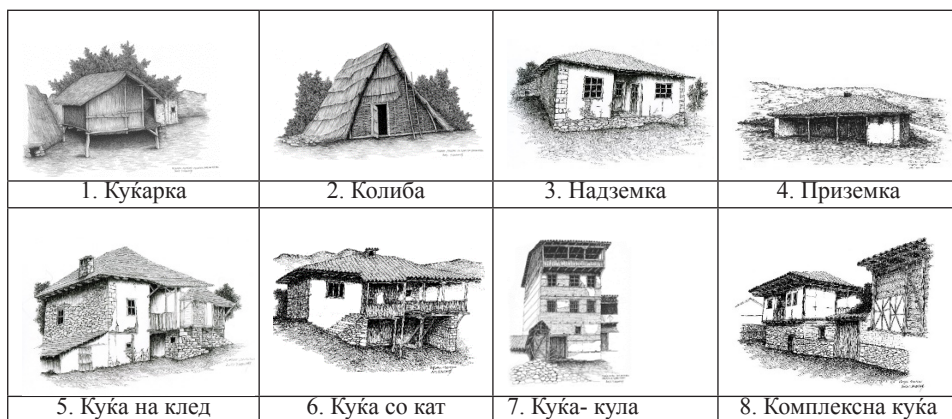 1. Куќарка
2. Колиба
3. Надземка
4. Приземка
5. Куќа на клед
6. Куќа со кат
7. Куќа- кула
8. Комплексна куќа